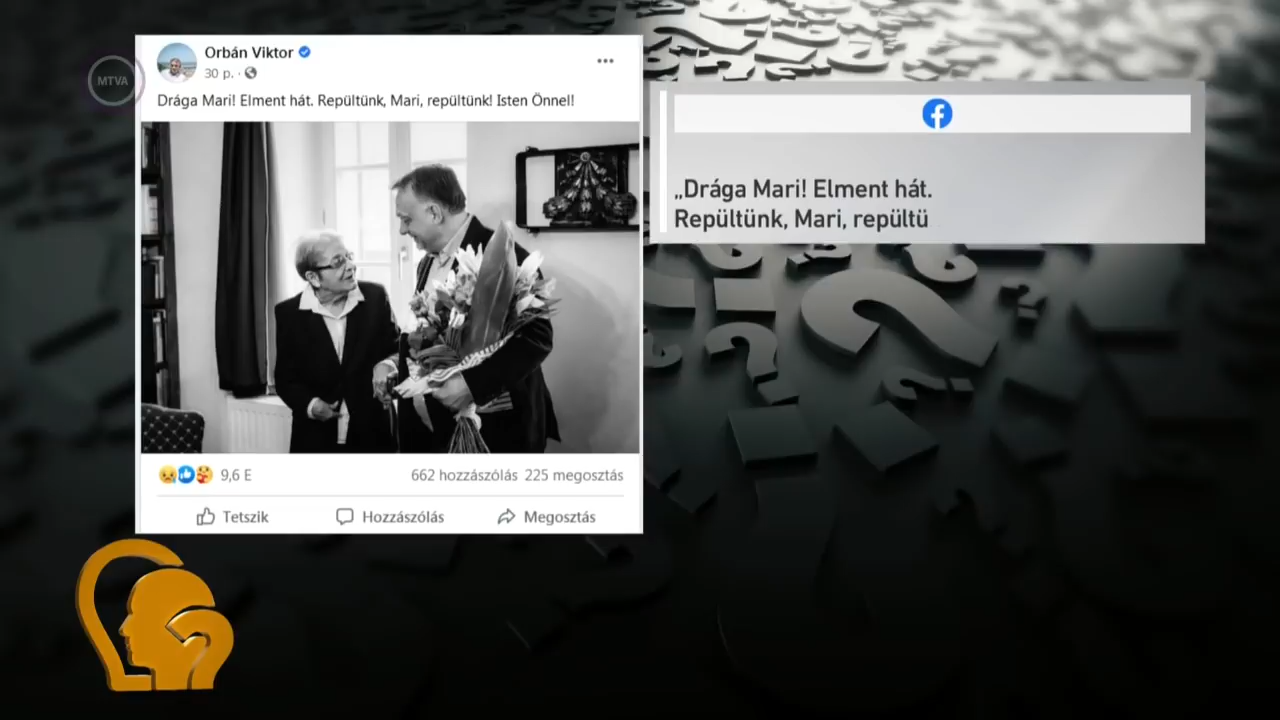 MTVA
Orbán Viktor
30 p. ·
Drága Mari! Elment hát. Repültünk, Mari, repültünk! Isten Önnel!
9,6 E
662 hozzászólás 225 megosztás
Tetszik
Hozzászólás
Megosztás
„Drága Mari! Elment hát.
Repültünk, Mari, repültü